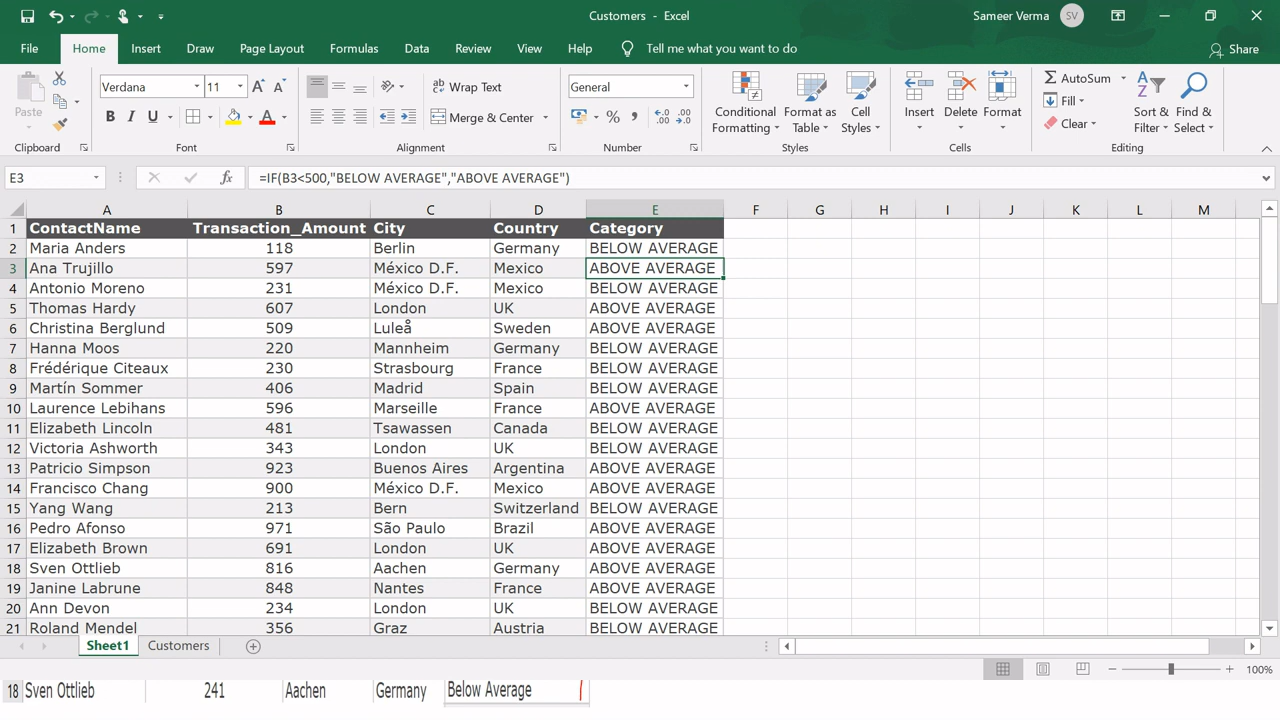 Customers - Excel
Sameer Verma SV
File Home Insert Draw Page Layout Formulas Data Review View Help Tell me what you want to do Share
Paste
Verdana 11
B I U A
Wrap Text
Merge & Center
General
% ,
Conditional Formatting
Format as Table
Cell Styles
Insert Delete Format
AutoSum
Fill
Clear
Sort & Filter
Find & Select
Clipboard Font Alignment Number Styles Cells Editing
E3 fx =IF(B3<500,"BELOW AVERAGE","ABOVE AVERAGE")
A B C D E F G H I J K L M
1 ContactName Transaction_Amount City Country Category
2 Maria Anders 118 Berlin Germany BELOW AVERAGE
3 Ana Trujillo 597 México D.F. Mexico ABOVE AVERAGE
4 Antonio Moreno 231 México D.F. Mexico BELOW AVERAGE
5 Thomas Hardy 607 London UK ABOVE AVERAGE
6 Christina Berglund 509 Luleå Sweden ABOVE AVERAGE
7 Hanna Moos 220 Mannheim Germany BELOW AVERAGE
8 Frédérique Citeaux 230 Strasbourg France BELOW AVERAGE
9 Martín Sommer 406 Madrid Spain BELOW AVERAGE
10 Laurence Lebihans 596 Marseille France ABOVE AVERAGE
11 Elizabeth Lincoln 481 Tsawassen Canada BELOW AVERAGE
12 Victoria Ashworth 343 London UK BELOW AVERAGE
13 Patricio Simpson 923 Buenos Aires Argentina ABOVE AVERAGE
14 Francisco Chang 900 México D.F. Mexico ABOVE AVERAGE
15 Yang Wang 213 Bern Switzerland BELOW AVERAGE
16 Pedro Afonso 971 São Paulo Brazil ABOVE AVERAGE
17 Elizabeth Brown 691 London UK ABOVE AVERAGE
18 Sven Ottlieb 816 Aachen Germany ABOVE AVERAGE
19 Janine Labrune 848 Nantes France ABOVE AVERAGE
20 Ann Devon 234 London UK BELOW AVERAGE
21 Roland Mendel 356 Graz Austria BELOW AVERAGE
Sheet1 Customers
100%
18 Sven Ottlieb 241 Aachen Germany Below Average